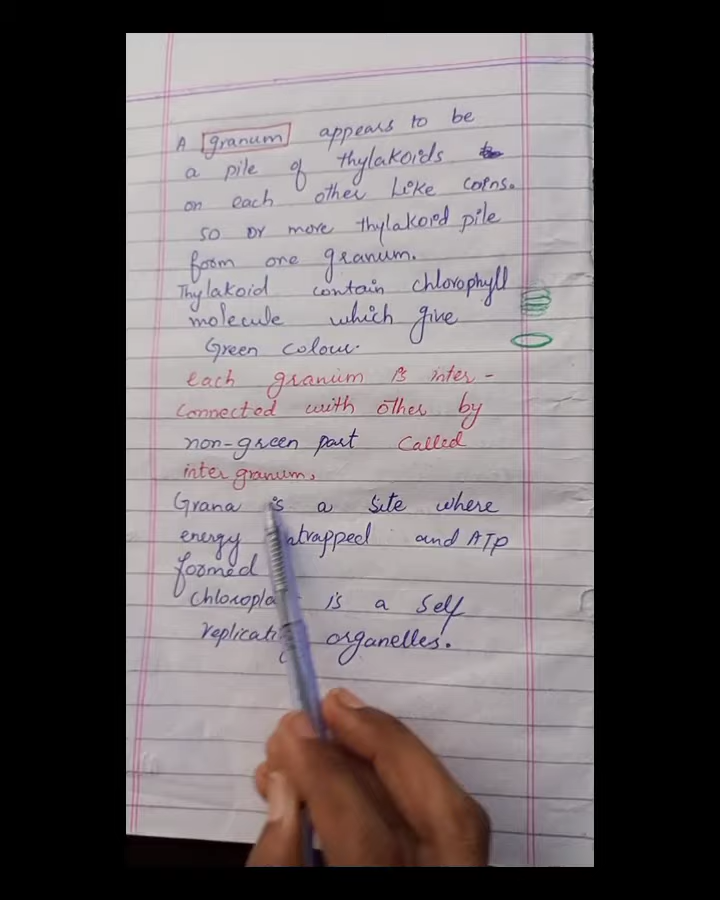 A granum appears to be
a pile of thylakoids
on each other like coins.
50 or more thylakoid pile
form one granum.
Thylakoid contain chlorophyll
molecule which give
Green colour.
each granum is inter-
connected with other by
non-green part called
inter granum.
Grana is a site where
energy trapped and ATP
formed
is a self
organelles.